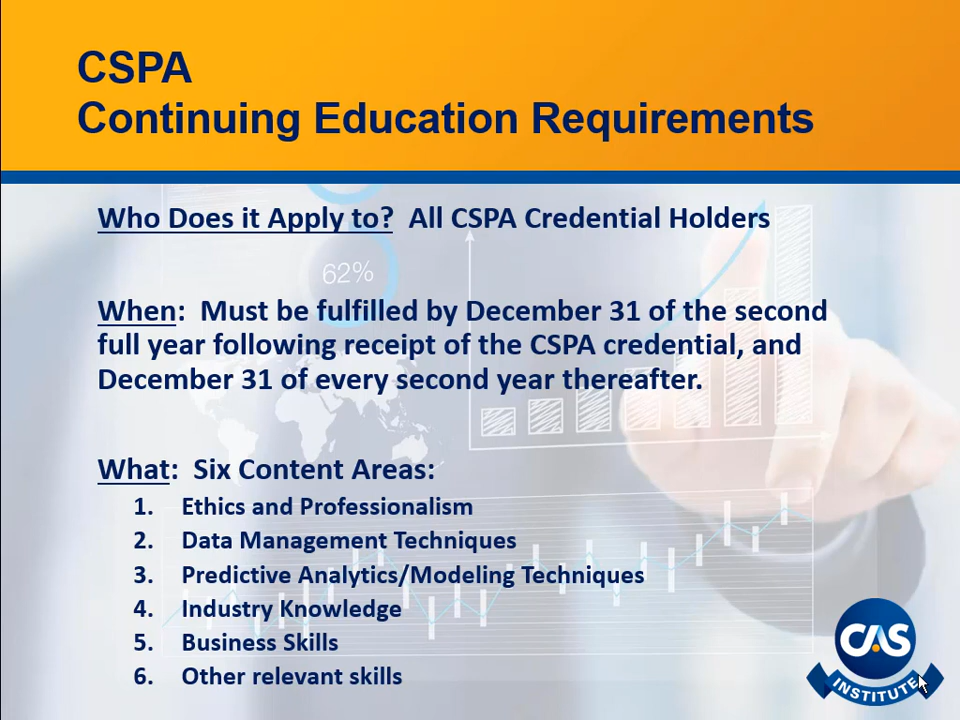 CSPA
Continuing Education Requirements
Who Does it Apply to? All CSPA Credential Holders
62%
When: Must be fulfilled by December 31 of the second
full year following receipt of the CSPA credential, and
December 31 of every second year thereafter.
What: Six Content Areas:
1. Ethics and Professionalism
2. Data Management Techniques
3. Predictive Analytics/Modeling Techniques
4. Industry Knowledge
5. Business Skills
6. Other relevant skills
CAS
INSTITUTE